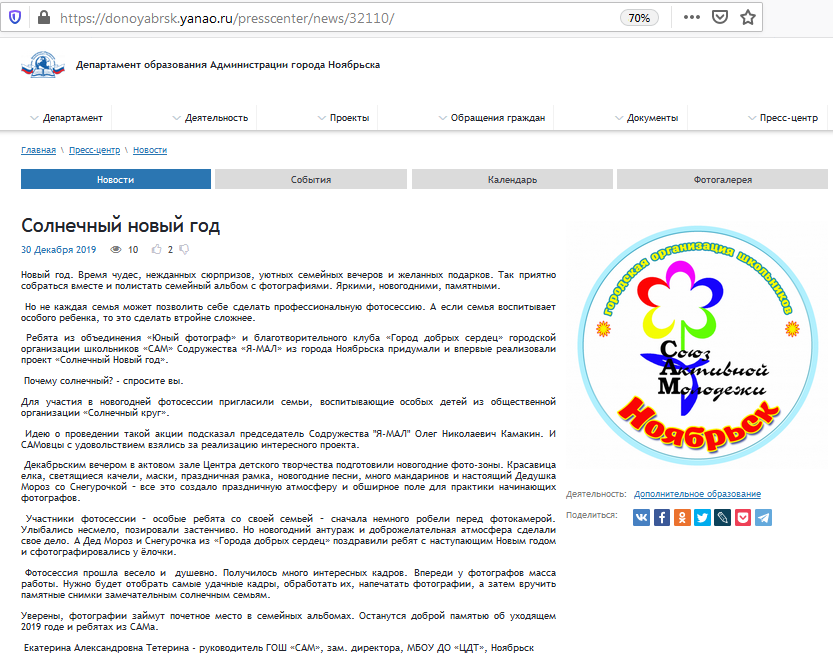 https://donoyabrsk.yanao.ru/presscenter/news/32110/
70%
Департамент образования Администрации города Ноябрьска
Департамент
Деятельность
Проекты
Обращения граждан
Документы
Пресс-центр
Главная \ Пресс-центр \ Новости
Новости
События
Календарь
Фотогалерея
Солнечный новый год
30 Декабря 2019 10 2
Новый год. Время чудес, нежданных сюрпризов, уютных семейных вечеров и желанных подарков. Так приятно
собраться вместе и полистать семейный альбом с фотографиями. Яркими, новогодними, памятными.
Но не каждая семья может позволить себе сделать профессиональную фотосессию. А если семья воспитывает
особого ребенка, то это сделать втройне сложнее.
Ребята из объединения «Юный фотограф» и благотворительного клуба «Город добрых сердец» городской
организации школьников «САМ» Содружества «Я-МАЛ» из города Ноябрьска придумали и впервые реализовали
проект «Солнечный Новый год».
Почему солнечный? - спросите вы.
Для участия в новогодней фотосессии пригласили семьи, воспитывающие особых детей из общественной
организации «Солнечный круг».
Идею о проведении такой акции подсказал председатель Содружества "Я-МАЛ" Олег Николаевич Камакин. И
САМовцы с удовольствием взялись за реализацию интересного проекта.
Декабрьским вечером в актовом зале Центра детского творчества подготовили новогодние фото-зоны. Красавица
елка, светящиеся качели, маски, праздничная рамка, новогодние песни, много мандаринов и настоящий Дедушка
Мороз со Снегурочкой – все это создало праздничную атмосферу и обширное поле для практики начинающих
фотографов.
Участники фотосессии – особые ребята со своей семьей – сначала немного робели перед фотокамерой.
Улыбались несмело, позировали застенчиво. Но новогодний антураж и доброжелательная атмосфера сделали
свое дело. А Дед Мороз и Снегурочка из «Города добрых сердец» поздравили ребят с наступающим Новым годом
и сфотографировались у ёлочки.
Фотосессия прошла весело и душевно. Получилось много интересных кадров. Впереди у фотографов масса
работы. Нужно будет отобрать самые удачные кадры, обработать их, напечатать фотографии, а затем вручить
памятные снимки замечательным солнечным семьям.
Уверены, фотографии займут почетное место в семейных альбомах. Останутся доброй памятью об уходящем
2019 годе и ребятах из САМа.
Екатерина Александровна Тетерина - руководитель ГОШ «САМ», зам. директора, МБОУ ДО «ЦДТ», Ноябрьск
городская организация школьников
Союз
Активной
Молодежи
Ноябрьск
Деятельность: Дополнительное образование
Поделиться: